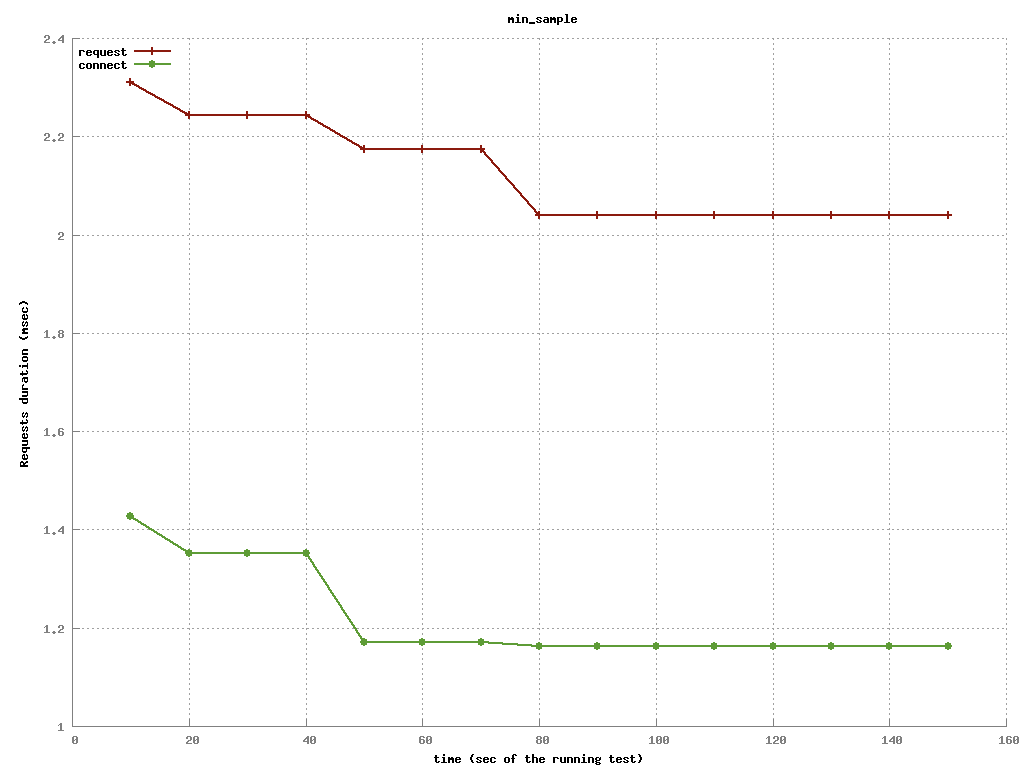 min_sample
2.4
request
connect
2.2
2
1.8
1.6
1.4
1.2
1
Requests duration (msec)
0 20 40 60 80 100 120 140 160
time (sec of the running test)